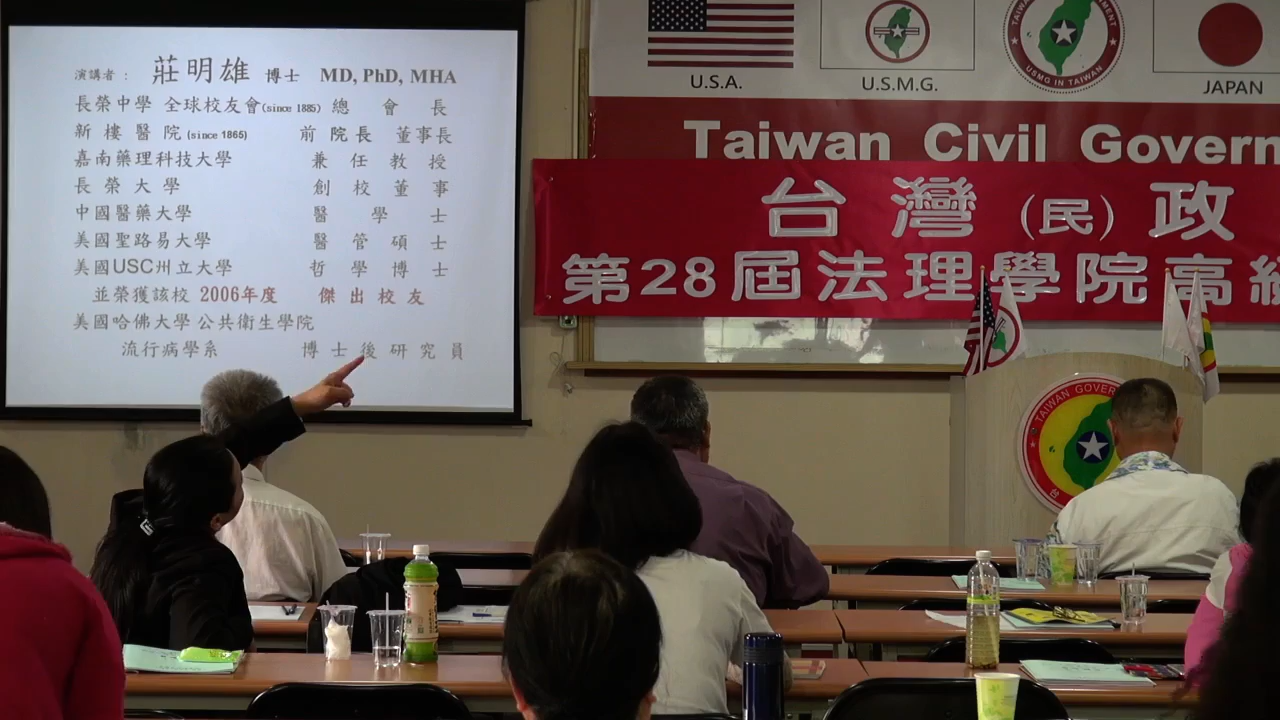 演講者： 莊明雄 博士 MD, PhD, MHA
長榮中學 全球校友會(since 1885) 總會長
新樓醫院(since 1865) 前院長 董事長
嘉南藥理科技大學 兼任教授
長榮大學 創校董事
中國醫藥大學 醫學士
美國聖路易大學 醫管碩士
美國USC州立大學 哲學博士
並榮獲該校 2006年度 傑出校友
美國哈佛大學 公共衛生學院
流行病學系 博士後研究員
U.S.A.
U.S.M.G.
USMG IN TAIWAN
JAPAN
Taiwan Civil Govern
台灣(民)政
第28屆法理學院高級
TAIWAN GOVER
台